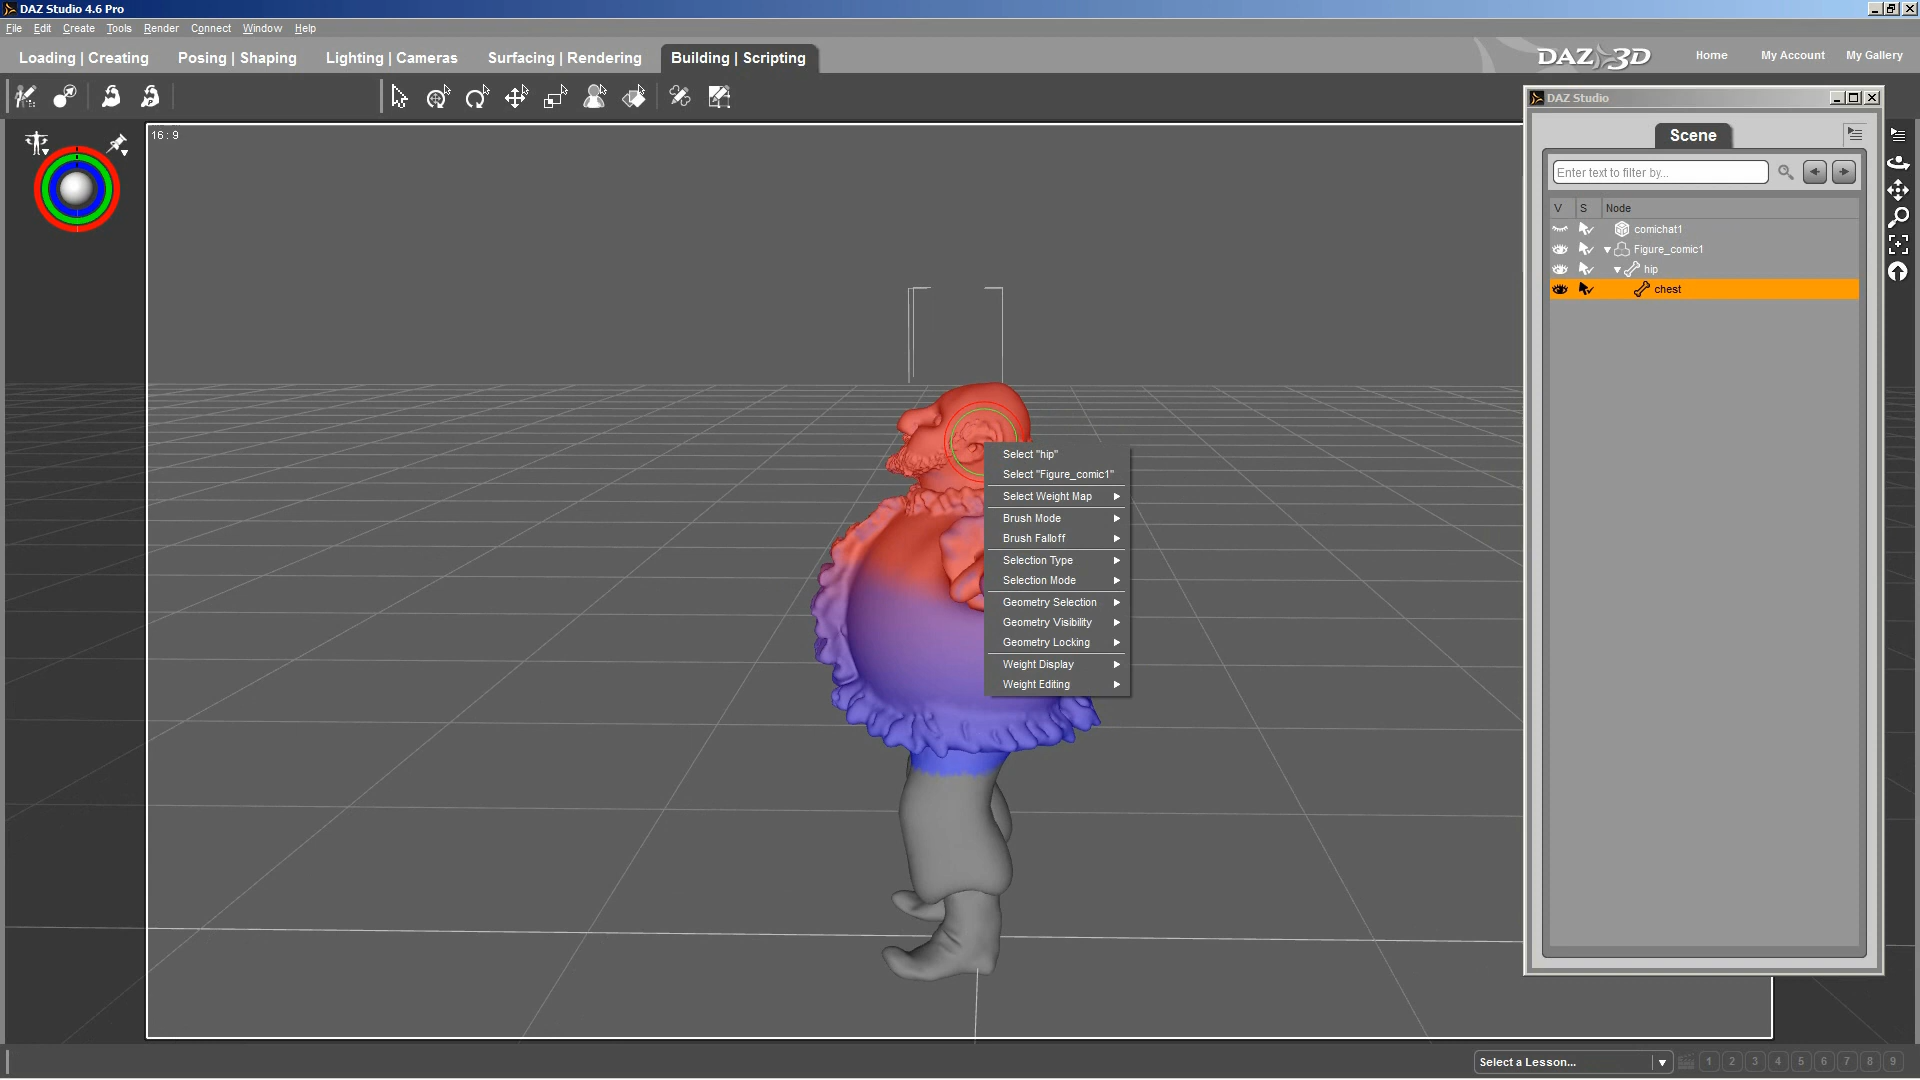 DAZ Studio 4.6 Pro
File Edit Create Tools Render Connect Window Help
Loading | Creating Posing | Shaping Lighting | Cameras Surfacing | Rendering Building | Scripting
DAZ 3D
Home My Account My Gallery
16 : 9
DAZ Studio
Scene
Enter text to filter by...
V S Node
comichat1
Figure_comic1
hip
chest
Select "hip"
Select "Figure_comic1"
Select Weight Map
Brush Mode
Brush Falloff
Selection Type
Selection Mode
Geometry Selection
Geometry Visibility
Geometry Locking
Weight Display
Weight Editing
Select a Lesson...
1 2 3 4 5 6 7 8 9